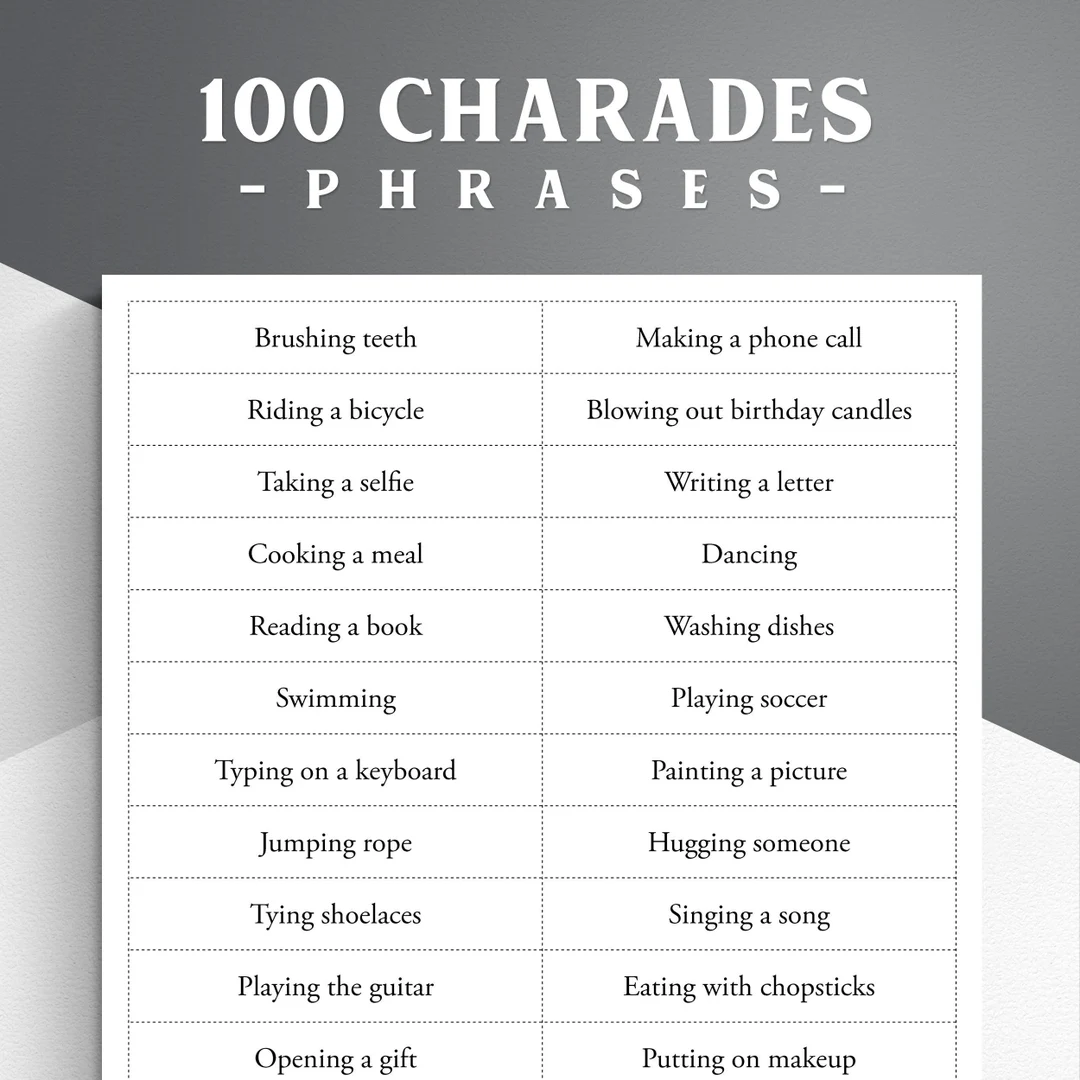 100 CHARADES
- PHRASES -
Brushing teeth
Making a phone call
Riding a bicycle
Blowing out birthday candles
Taking a selfie
Writing a letter
Cooking a meal
Dancing
Reading a book
Washing dishes
Swimming
Playing soccer
Typing on a keyboard
Painting a picture
Jumping rope
Hugging someone
Tying shoelaces
Singing a song
Playing the guitar
Eating with chopsticks
Opening a gift
Putting on makeup